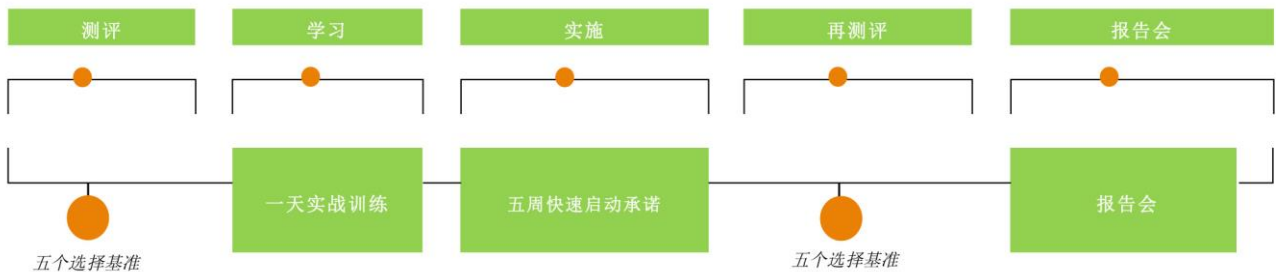 测评
学习
实施
再测评
报告会
一天实战训练
五周快速启动承诺
报告会
五个选择基准
五个选择基准